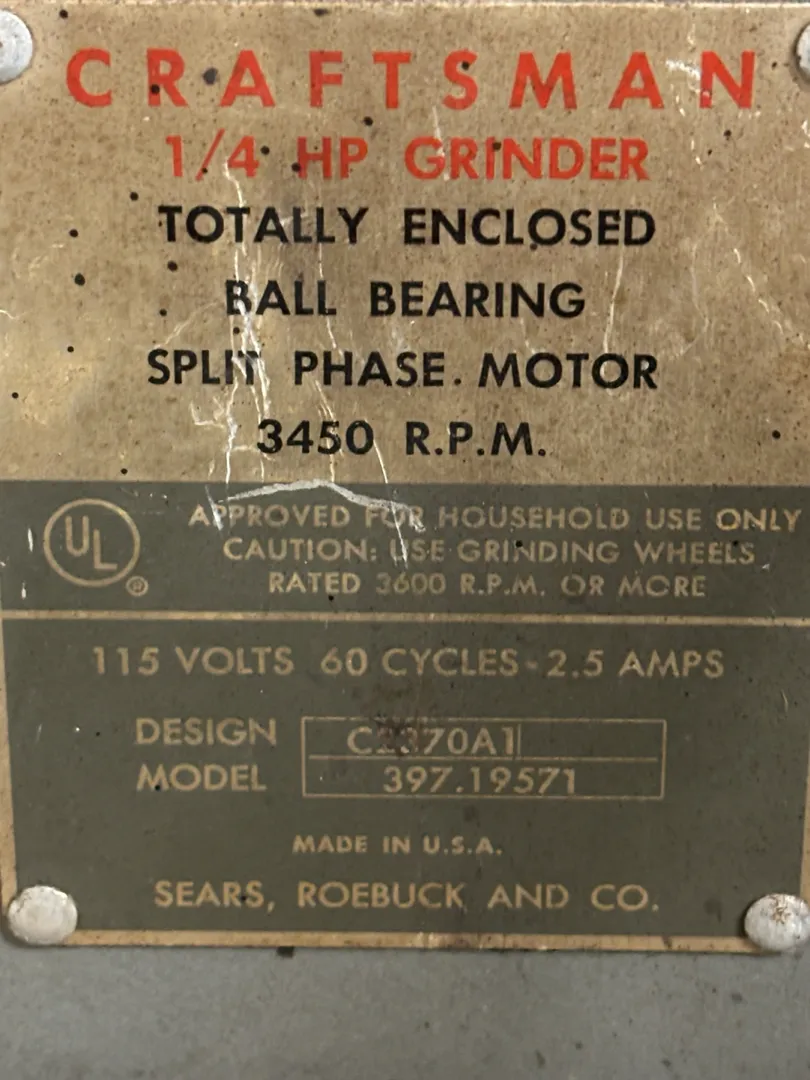 CRAFTSMAN
1/4 HP GRINDER
TOTALLY ENCLOSED
BALL BEARING
SPLIT PHASE MOTOR
3450 R.P.M.
UL
®
APPROVED FOR HOUSEHOLD USE ONLY
CAUTION: USE GRINDING WHEELS
RATED 3600 R.P.M. OR MORE
115 VOLTS 60 CYCLES - 2.5 AMPS
DESIGN
MODEL 397.19571
MADE IN U.S.A.
SEARS, ROEBUCK AND CO.